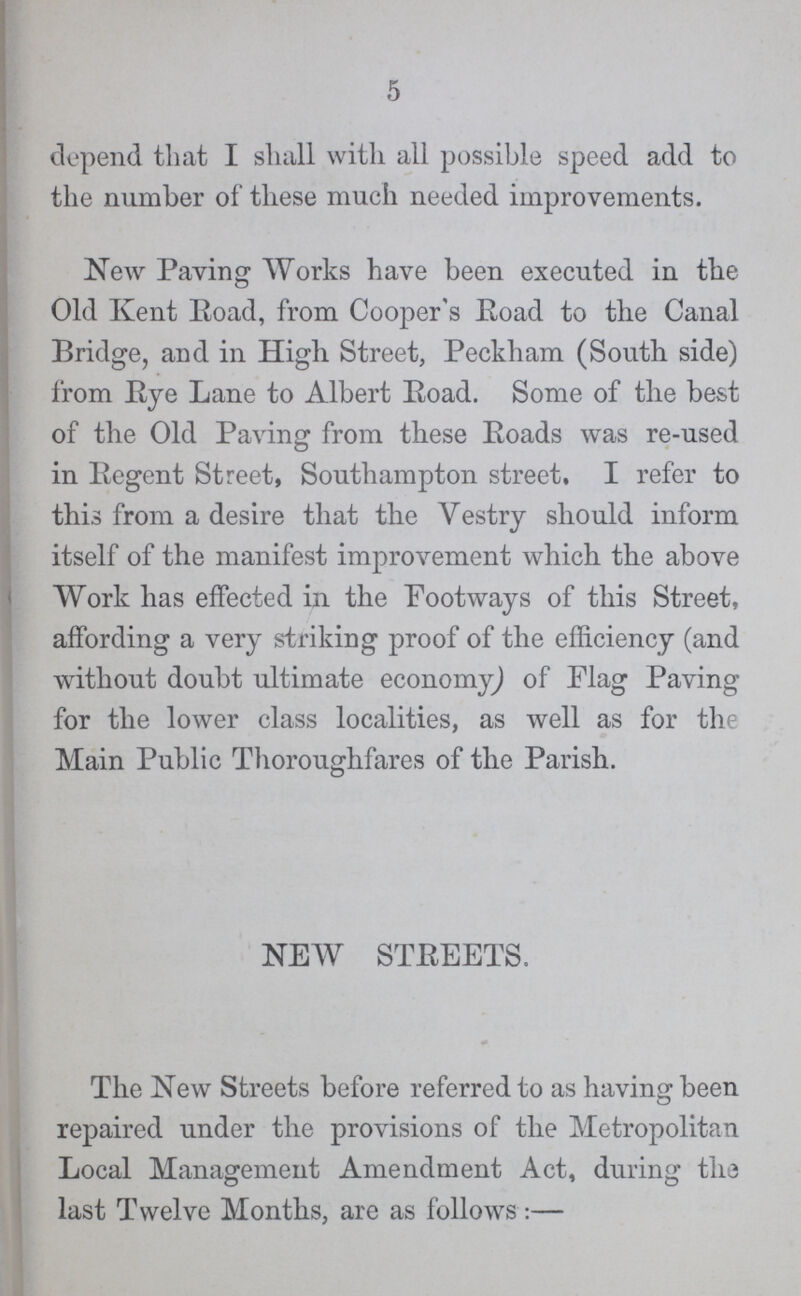 5
depend that I shall with all possible speed add to
the number of these much needed improvements.
New Paving Works have been executed in the
Old Kent Road, from Cooper's Road to the Canal
Bridge, and in High Street, Peckham (South side)
from Rye Lane to Albert Road. Some of the best
of the Old Paving from these Roads was re-used
in Regent Street, Southampton street. I refer to
this from a desire that the Vestry should inform
itself of the manifest improvement which the above
Work has effected in the Footways of this Street,
affording a very striking proof of the efficiency (and
without doubt ultimate economy) of Flag Paving
for the lower class localities, as well as for the
Main Public Thoroughfares of the Parish.
NEW STREETS.
The New Streets before referred to as having been
repaired under the provisions of the Metropolitan
Local Management Amendment Act, during the
last Twelve Months, are as follows:—